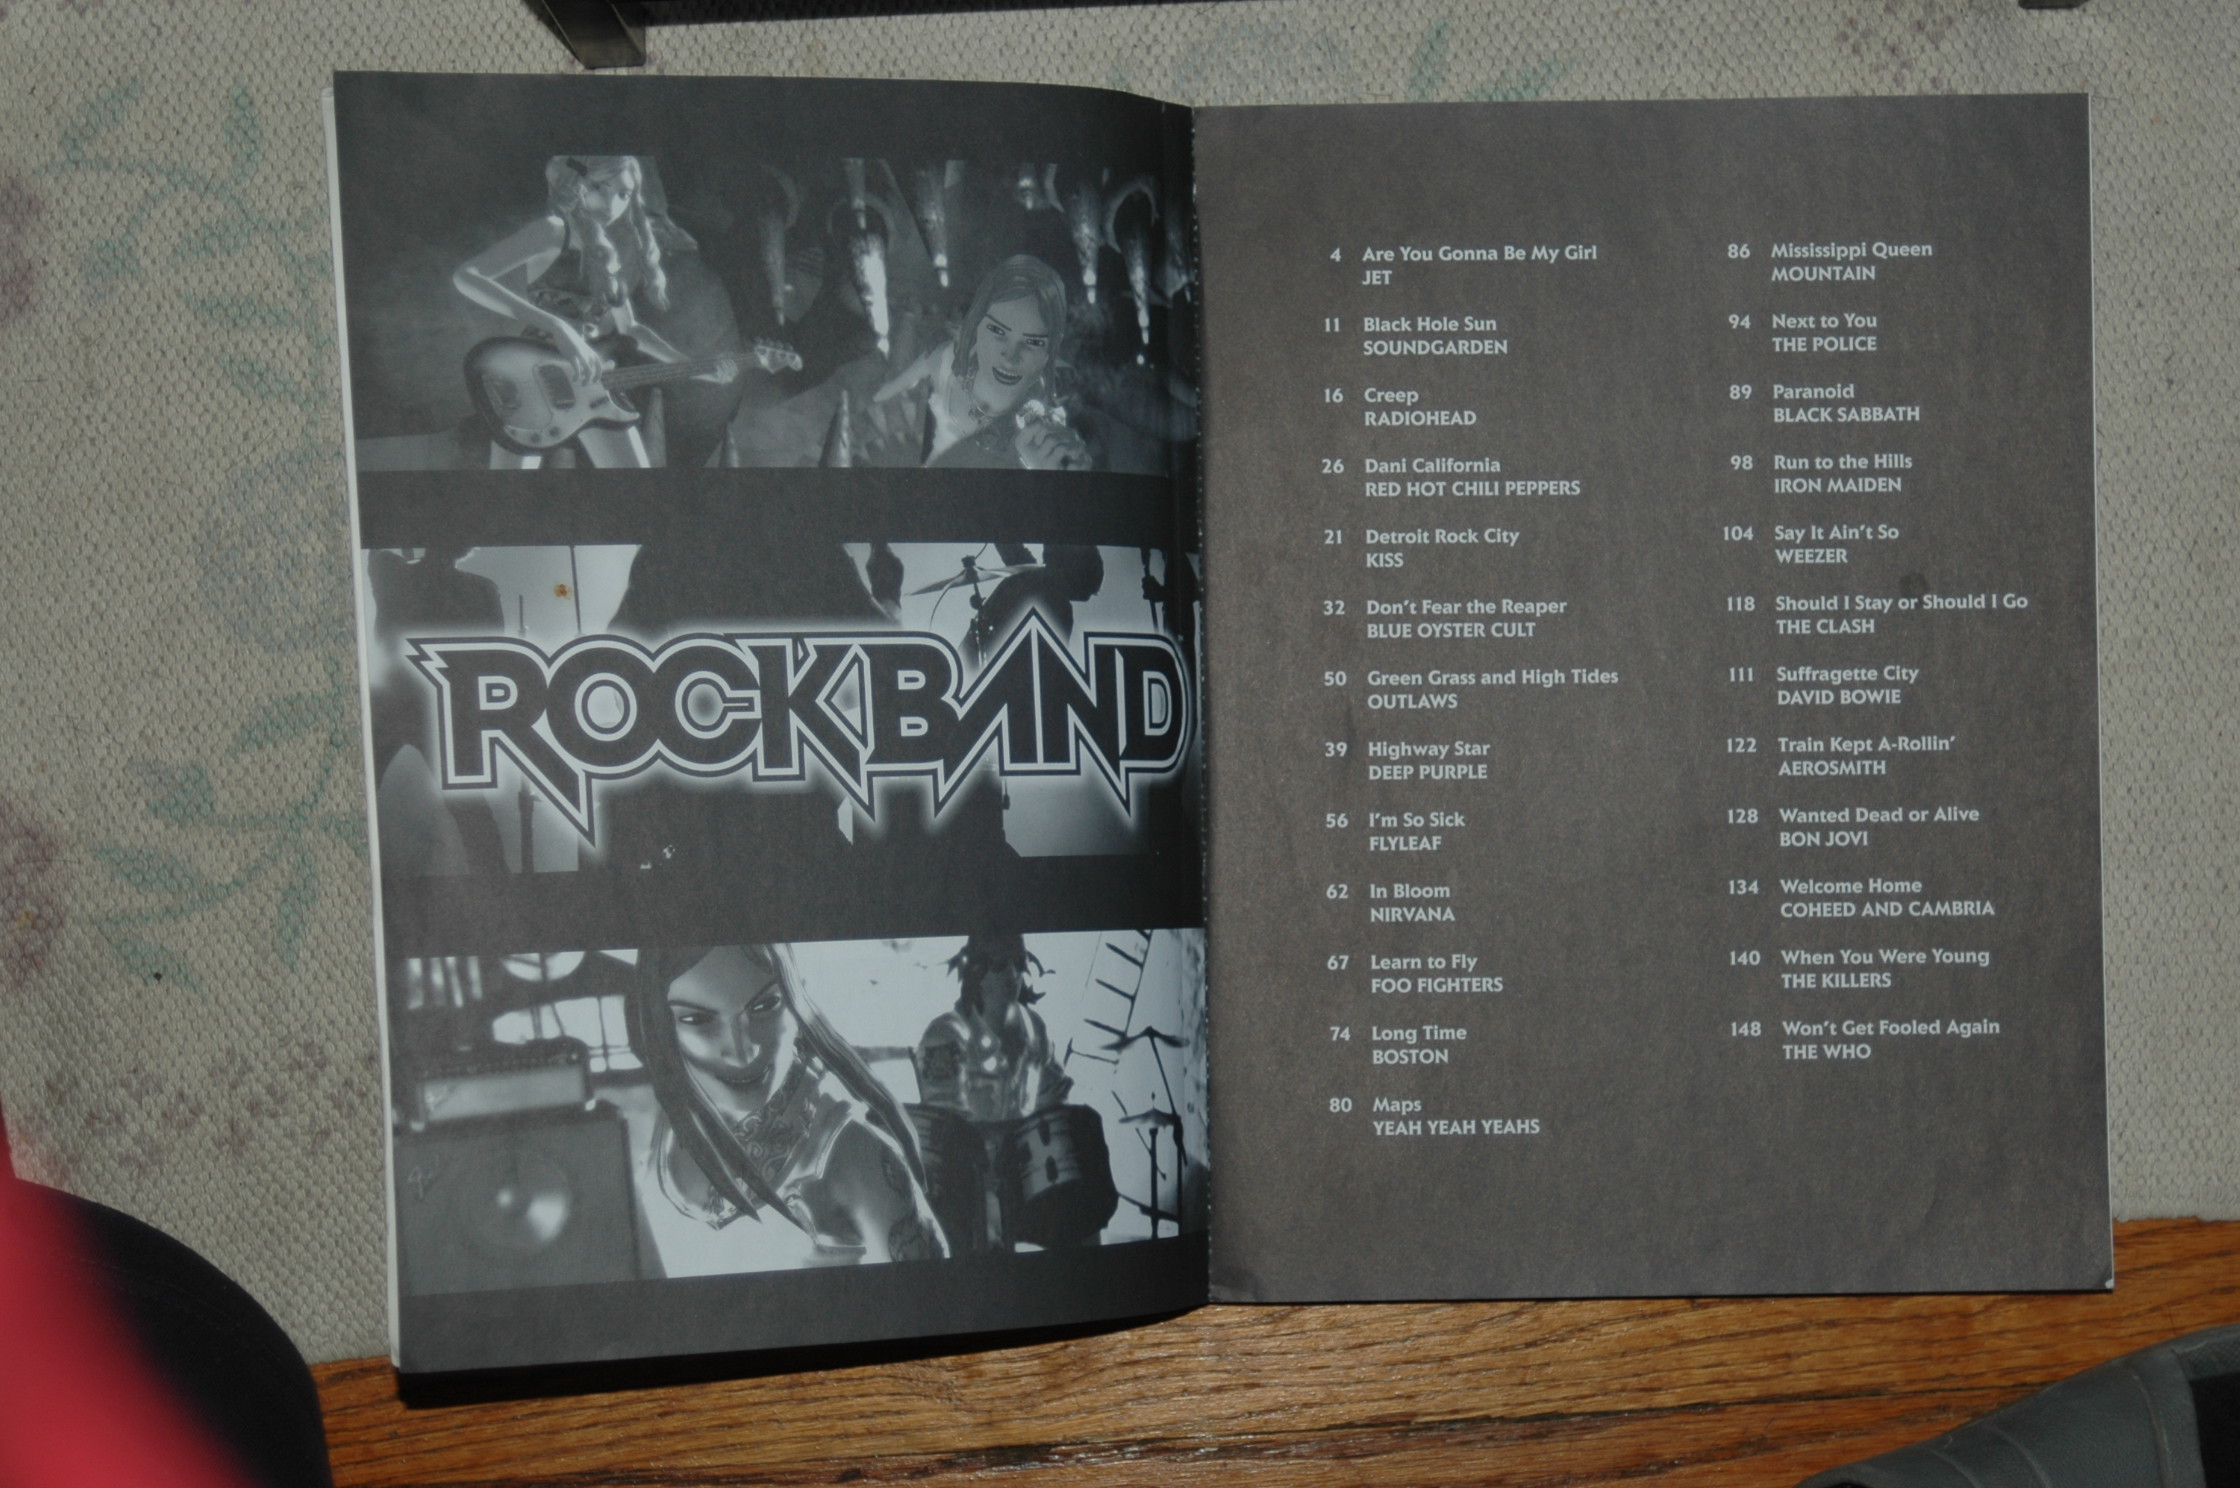 ROCKBAND
4 Are You Gonna Be My Girl
JET
11 Black Hole Sun
SOUNDGARDEN
16 Creep
RADIOHEAD
26 Dani California
RED HOT CHILI PEPPERS
21 Detroit Rock City
KISS
32 Don't Fear the Reaper
BLUE OYSTER CULT
50 Green Grass and High Tides
OUTLAWS
39 Highway Star
DEEP PURPLE
56 I'm So Sick
FLYLEAF
62 In Bloom
NIRVANA
67 Learn to Fly
FOO FIGHTERS
74 Long Time
BOSTON
80 Maps
YEAH YEAH YEAHS
86 Mississippi Queen
MOUNTAIN
94 Next to You
THE POLICE
89 Paranoid
BLACK SABBATH
98 Run to the Hills
IRON MAIDEN
104 Say It Ain't So
WEEZER
118 Should I Stay or Should I Go
THE CLASH
111 Suffragette City
DAVID BOWIE
122 Train Kept A-Rollin'
AEROSMITH
128 Wanted Dead or Alive
BON JOVI
134 Welcome Home
COHEED AND CAMBRIA
140 When You Were Young
THE KILLERS
148 Won't Get Fooled Again
THE WHO